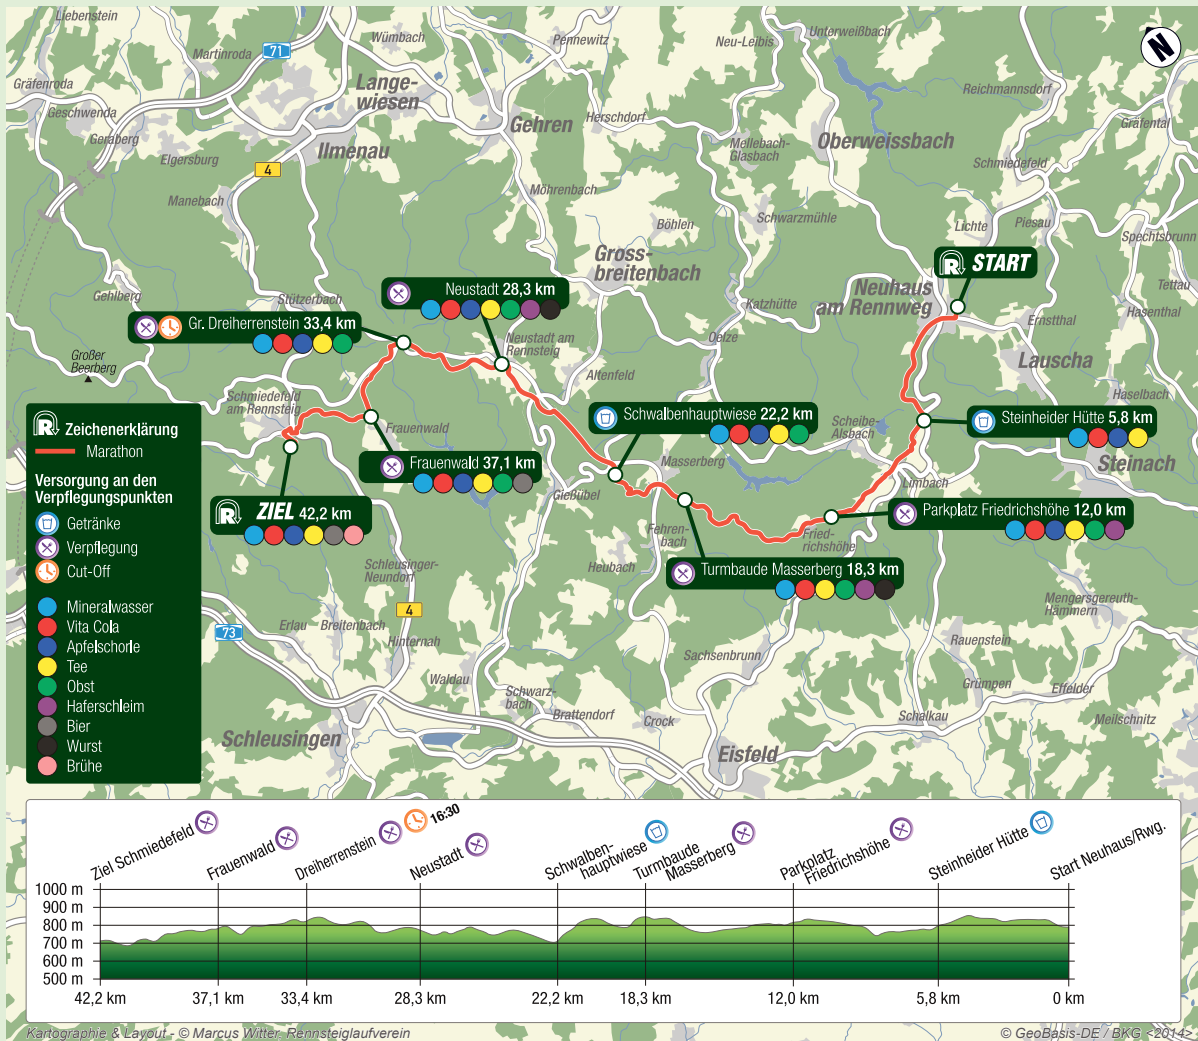 Liebenstein
Martinroda
71
Wümbach
Pennewitz
Neu-Leibis
Unterweißbach
N
Gräfenroda
Geschwenda
Geraberg
Elgersburg
Lange-
wiesen
Gehren
Herschdorf
Mellebach-
Glasbach
Oberweissbach
Reichmannsdorf
Gräfental
Schmiedefeld
Ilmenau
4
Manebach
Möhrenbach
Böhlen
Schwarzmühle
Lichte
Piesau
Spechtsbrunn
Gross-
breitenbach
START
Neuhaus
am Rennweg
Tettau
Hasenthal
Ernstthal
Gehlberg
Stützerbach
Neustadt 28,3 km
Katzhütte
Oelze
Lauscha
Gr. Dreiherrenstein 33,4 km
Neustadt am
Rennsteig
Großer
Beerberg
Altenfeld
Haselbach
Schmiedefeld
am Rennsteig
Frauenwald
Schwalbenhauptwiese 22,2 km
Scheibe-
Alsbach
Steinheider Hütte 5,8 km
Steinach
Masserberg
Limbach
Frauenwald 37,1 km
Gießübel
ZIEL 42,2 km
Parkplatz Friedrichshöhe 12,0 km
Fehren-
bach
Fried-
richshöhe
Heubach
Turmbaude Masserberg 18,3 km
Schleusinger-
Neundorf
4
Mengersgereuth-
Hämmern
73
Erlau
Breitenbach
Hinternah
Rauenstein
Sachsenbrunn
Waldau
Schwarz-
bach
Brattendorf
Crock
Grümpen
Effelder
Schalkau
Meilschnitz
Schleusingen
Eisfeld
R Zeichenerklärung
Marathon
Versorgung an den
Verpflegungspunkten
Getränke
Verpflegung
Cut-Off
Mineralwasser
Vita Cola
Apfelschorle
Tee
Obst
Haferschleim
Bier
Wurst
Brühe
Ziel Schmiedefeld
Frauenwald
Dreiherrenstein
16:30
Neustadt
Schwalben-
hauptwiese
Turmbaude
Masserberg
Parkplatz
Friedrichshöhe
Steinheider Hütte
Start Neuhaus/Rwg.
1000 m
900 m
800 m
700 m
600 m
500 m
42,2 km 37,1 km 33,4 km 28,3 km 22,2 km 18,3 km 12,0 km 5,8 km 0 km
Kartographie & Layout - © Marcus Witter, Rennsteiglaufverein
© GeoBasis-DE / BKG <2014>